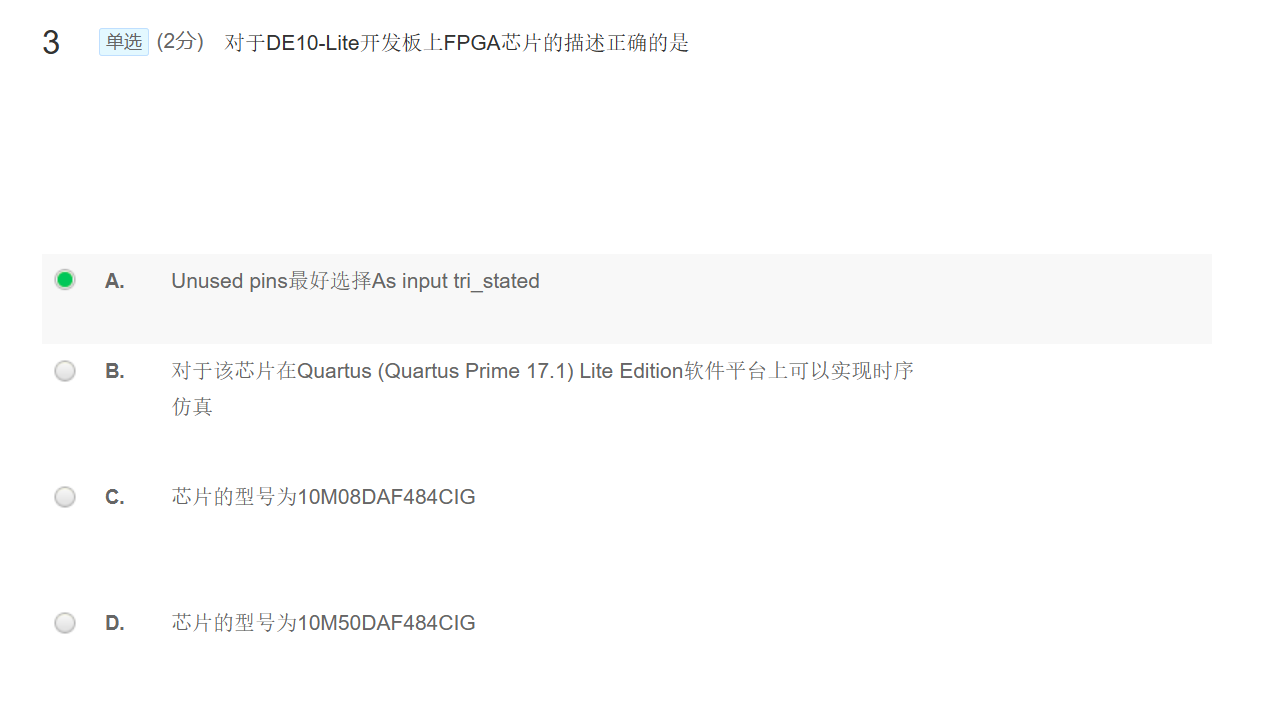 3 单选 (2分) 对于DE10-Lite开发板上FPGA芯片的描述正确的是
A. Unused pins最好选择As input tri_stated
B. 对于该芯片在Quartus (Quartus Prime 17.1) Lite Edition软件平台上可以实现时序
仿真
C. 芯片的型号为10M08DAF484CIG
D. 芯片的型号为10M50DAF484CIG